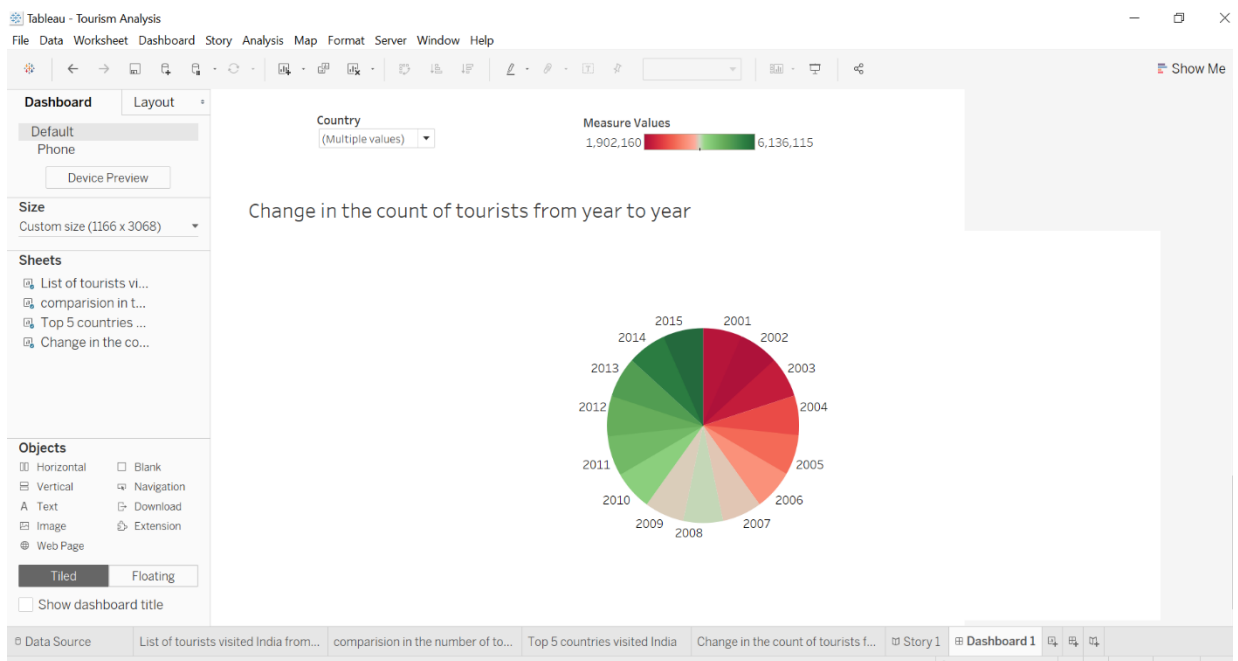 Tableau - Tourism Analysis
File Data Worksheet Dashboard Story Analysis Map Format Server Window Help
Show Me
Dashboard Layout
Default
Phone
Device Preview
Size
Custom size (1166 x 3068)
Sheets
List of tourists vi...
comparision in t...
Top 5 countries ...
Change in the co...
Objects
Horizontal Blank
Vertical Navigation
A Text Download
Image Extension
Web Page
Tiled Floating
Show dashboard title
Country
(Multiple values)
Measure Values
1,902,160 6,136,115
Change in the count of tourists from year to year
2015 2001
2014 2002
2013 2003
2012 2004
2011 2005
2010 2006
2009 2008 2007
Data Source List of tourists visited India from... comparision in the number of to... Top 5 countries visited India Change in the count of tourists f... Story 1 Dashboard 1